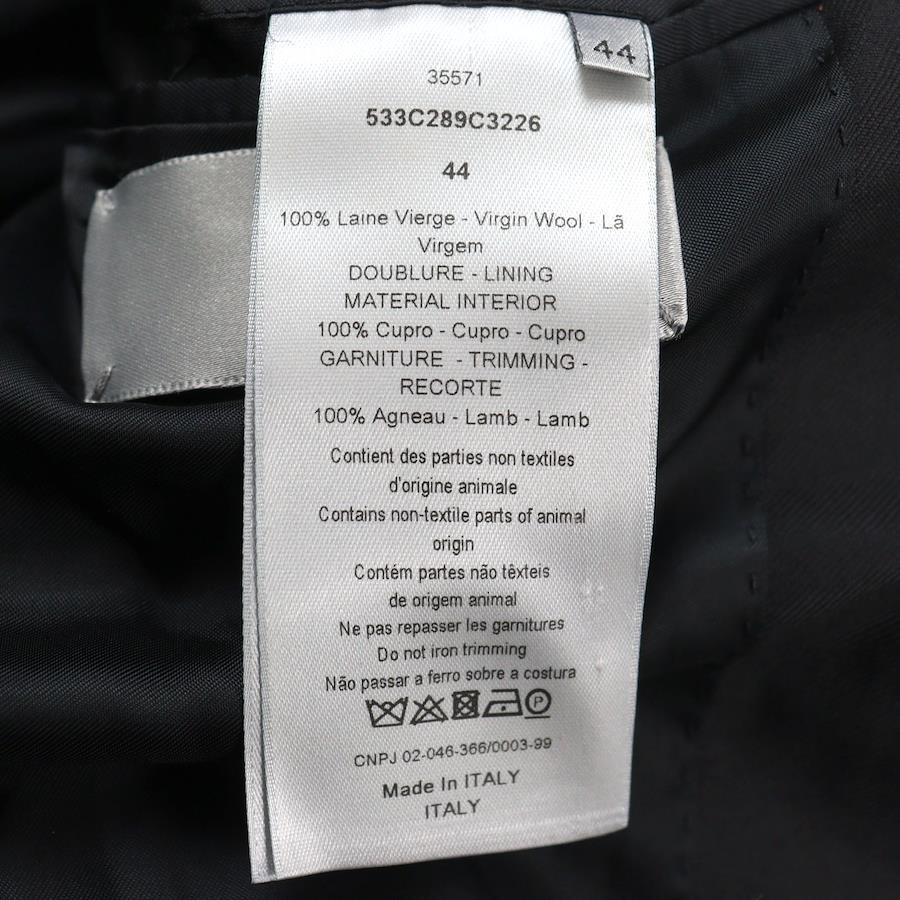 44
35571
533C289C3226
44
100% Laine Vierge - Virgin Wool - Lã
Virgem
DOUBLURE - LINING
MATERIAL INTERIOR
100% Cupro - Cupro - Cupro
GARNITURE - TRIMMING -
RECORTE
100% Agneau - Lamb - Lamb
Contient des parties non textiles
d'origine animale
Contains non-textile parts of animal
origin
Contém partes não têxteis
de origem animal
Ne pas repasser les garnitures
Do not iron trimming
Não passar a ferro sobre a costura
P
CNPJ 02-046-366/0003-99
Made In ITALY
ITALY